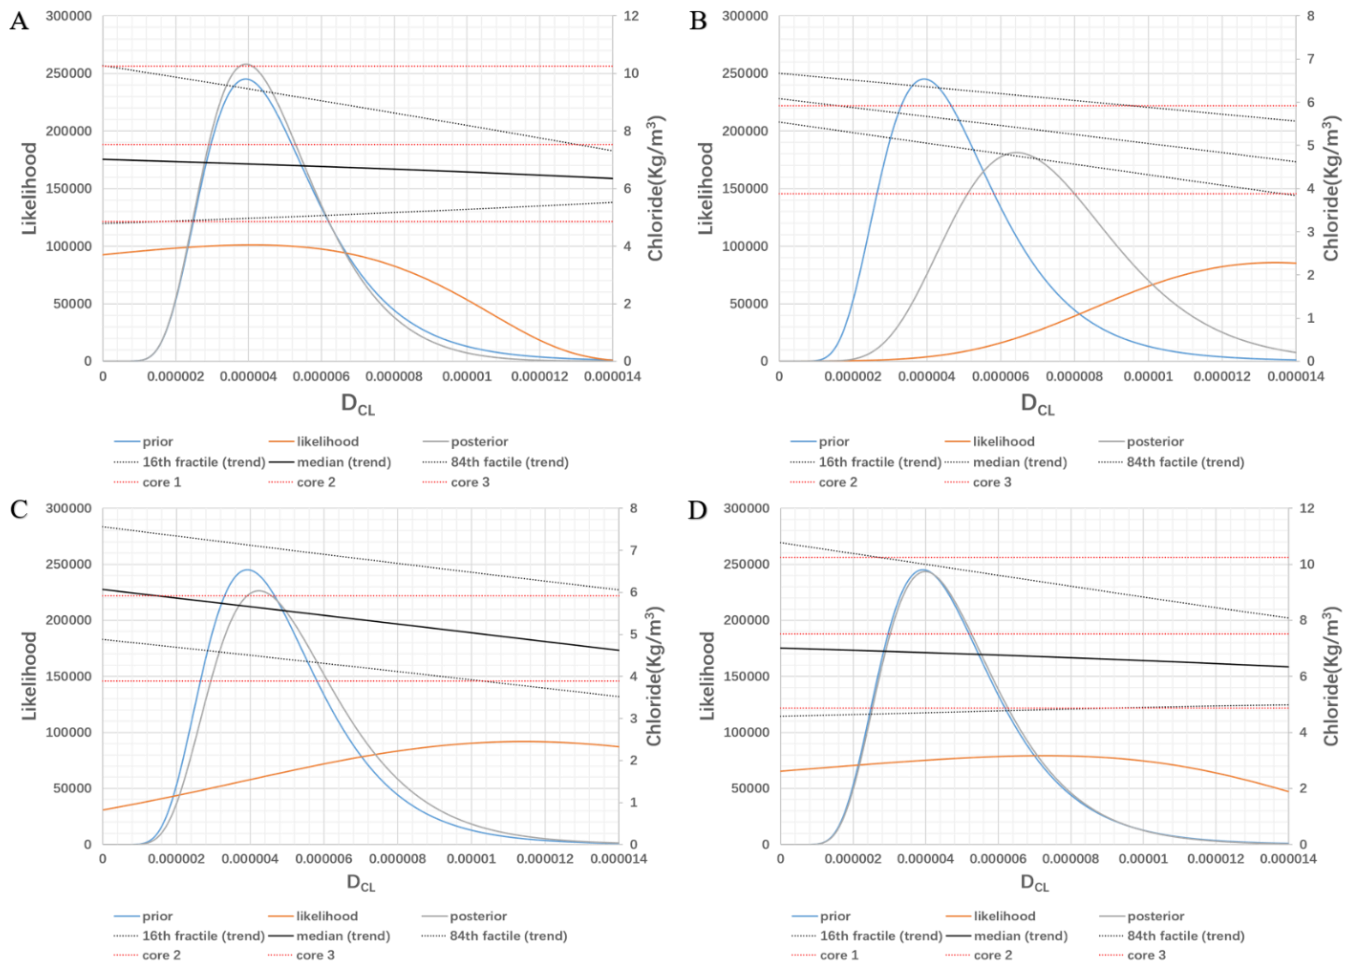 A
300000
250000
200000
150000
100000
50000
0
Likelihood
12
10
8
6
4
2
0
Chloride(Kg/m³)
0 0.000002 0.000004 0.000006 0.000008 0.00001 0.000012 0.000014
D_CL
prior likelihood posterior
16th fractile (trend) median (trend) 84th factile (trend)
core 1 core 2 core 3
B
300000
250000
200000
150000
100000
50000
0
Likelihood
8
7
6
5
4
3
2
1
0
Chloride(Kg/m³)
0 0.000002 0.000004 0.000006 0.000008 0.00001 0.000012 0.000014
D_CL
prior likelihood posterior
16th fractile (trend) median (trend) 84th factile (trend)
core 2 core 3
C
300000
250000
200000
150000
100000
50000
0
Likelihood
8
7
6
5
4
3
2
1
0
Chloride(Kg/m³)
0 0.000002 0.000004 0.000006 0.000008 0.00001 0.000012 0.000014
D_CL
prior likelihood posterior
16th fractile (trend) median (trend) 84th factile (trend)
core 2 core 3
D
300000
250000
200000
150000
100000
50000
0
Likelihood
12
10
8
6
4
2
0
Chloride(Kg/m³)
0 0.000002 0.000004 0.000006 0.000008 0.00001 0.000012 0.000014
D_CL
prior likelihood posterior
16th fractile (trend) median (trend) 84th factile (trend)
core 1 core 2 core 3